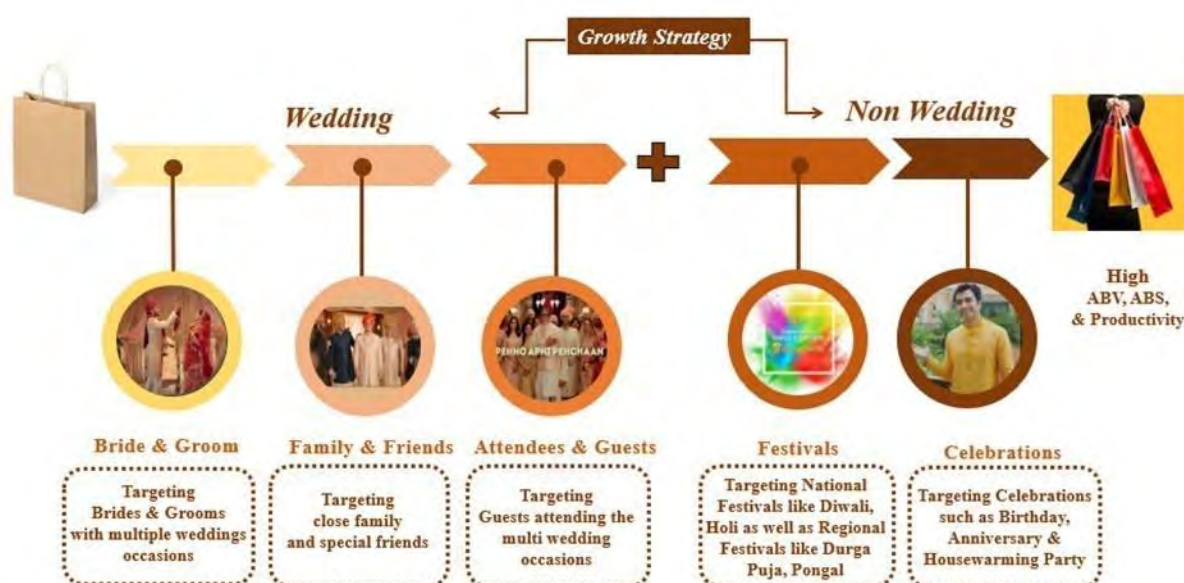 Growth Strategy
Wedding
Non Wedding
High
ABV, ABS,
& Productivity
PEHNO APNI PEHCHAAN
Bride & Groom
Targeting
Brides & Grooms
with multiple weddings
occasions
Family & Friends
Targeting
close family
and special friends
Attendees & Guests
Targeting
Guests attending the
multi wedding
occasions
Festivals
Targeting National
Festivals like Diwali,
Holi as well as Regional
Festivals like Durga
Puja, Pongal
Celebrations
Targeting Celebrations
such as Birthday,
Anniversary &
Housewarming Party